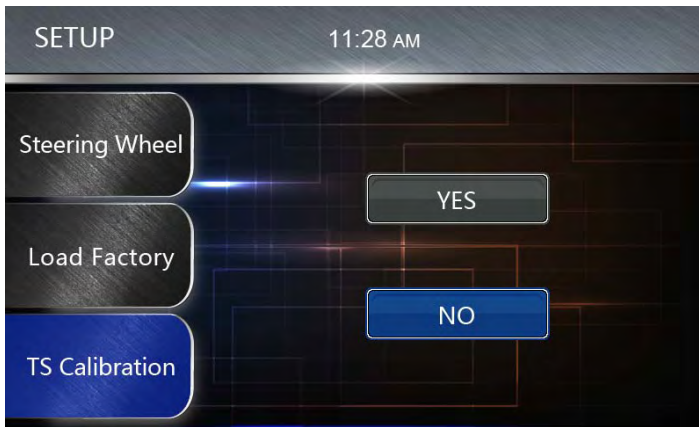 SETUP
11:28 AM
Steering Wheel
Load Factory
TS Calibration
YES
NO